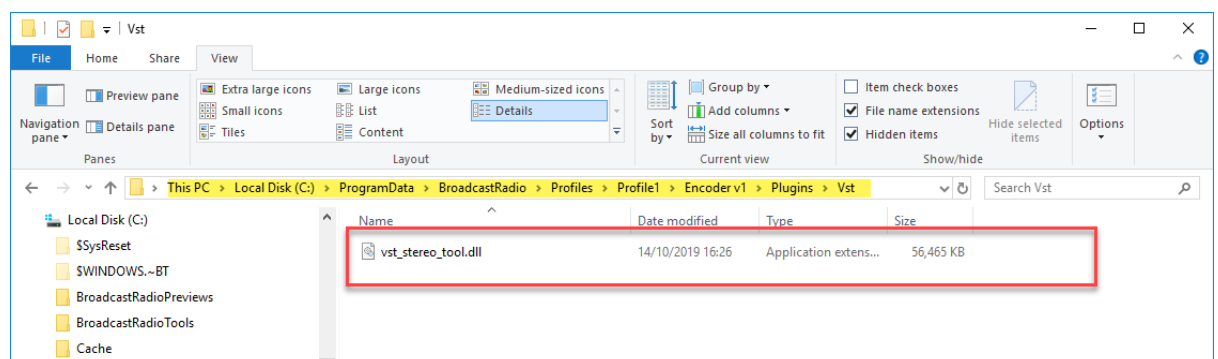 Vst
File Home Share View
Navigation pane
Preview pane
Details pane
Panes
Extra large icons Large icons Medium-sized icons
Small icons List Details
Tiles Content
Layout
Sort by
Group by
Add columns
Size all columns to fit
Current view
Item check boxes
File name extensions
Hidden items
Hide selected items
Show/hide
Options
This PC > Local Disk (C:) > ProgramData > BroadcastRadio > Profiles > Profile1 > Encoder v1 > Plugins > Vst
Search Vst
Local Disk (C:)
$SysReset
$WINDOWS.~BT
BroadcastRadioPreviews
BroadcastRadioTools
Cache
Name Date modified Type Size
vst_stereo_tool.dll 14/10/2019 16:26 Application extens... 56,465 KB